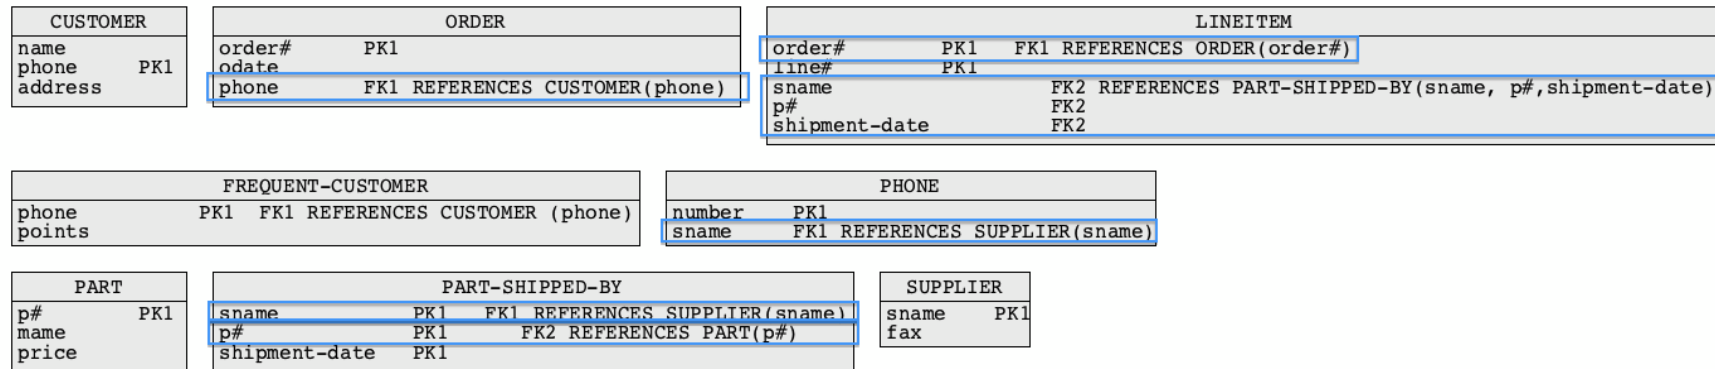 CUSTOMER
name
phone PK1
address
ORDER
order# PK1
odate
phone FK1 REFERENCES CUSTOMER(phone)
LINEITEM
order# PK1 FK1 REFERENCES ORDER(order#)
line# PK1
sname FK2 REFERENCES PART-SHIPPED-BY(sname, p#,shipment-date)
p# FK2
shipment-date FK2
FREQUENT-CUSTOMER
phone PK1 FK1 REFERENCES CUSTOMER (phone)
points
PHONE
number PK1
sname FK1 REFERENCES SUPPLIER(sname)
PART
p# PK1
mame
price
PART-SHIPPED-BY
sname PK1 FK1 REFERENCES SUPPLIER(sname)
p# PK1 FK2 REFERENCES PART(p#)
shipment-date PK1
SUPPLIER
sname PK1
fax